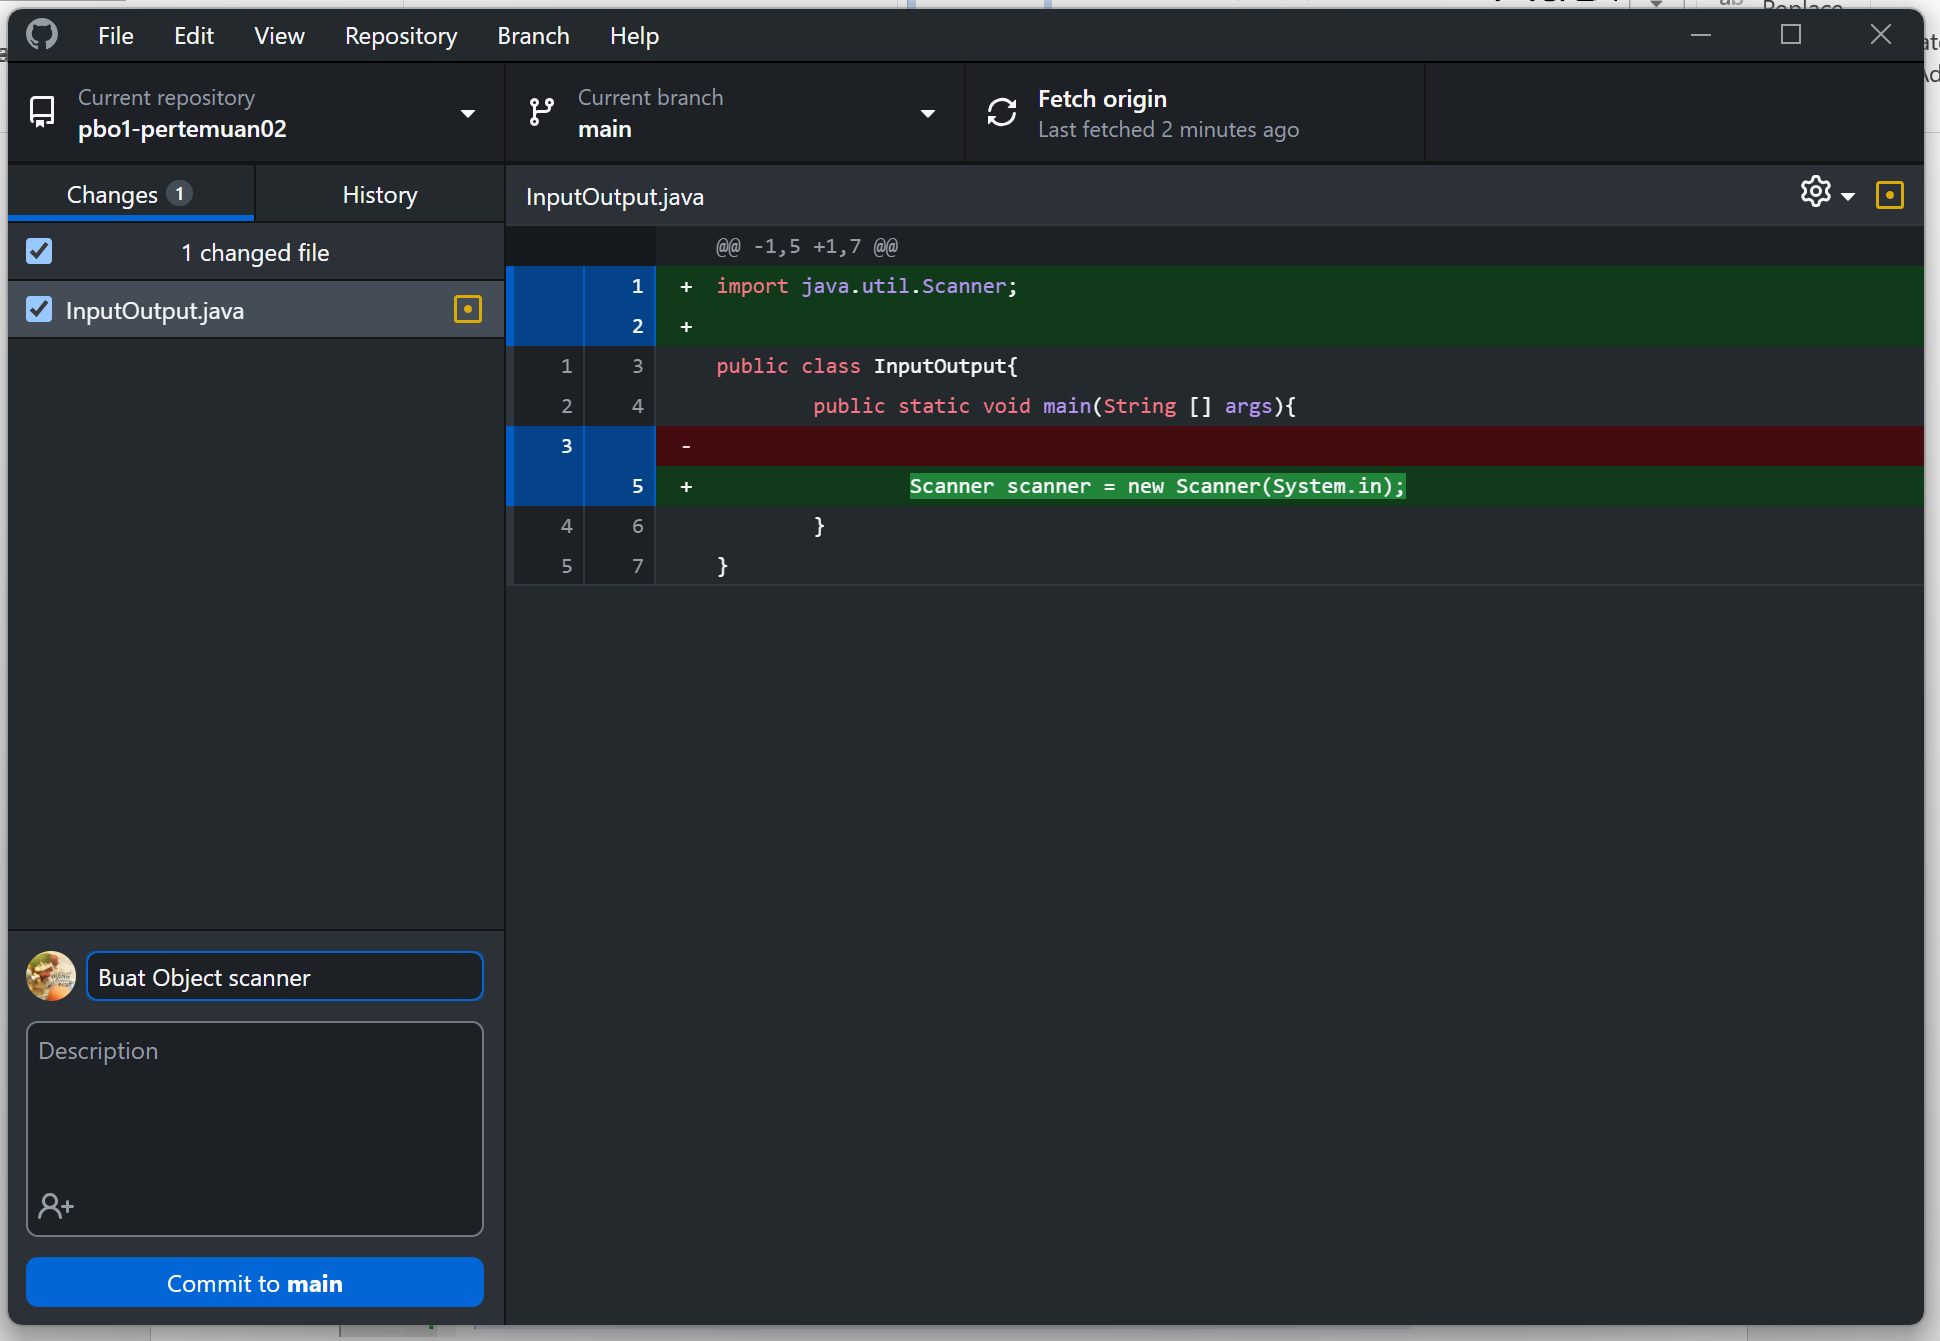 File Edit View Repository Branch Help
Current repository
pbo1-pertemuan02
Current branch
main
Fetch origin
Last fetched 2 minutes ago
Changes 1
History
1 changed file
InputOutput.java
InputOutput.java
@@ -1,5 +1,7 @@
1 + import java.util.Scanner;
2 +
1 3 public class InputOutput{
2 4 public static void main(String [] args){
3 -
5 + Scanner scanner = new Scanner(System.in);
4 6 }
5 7 }
Buat Object scanner
Description
Commit to main